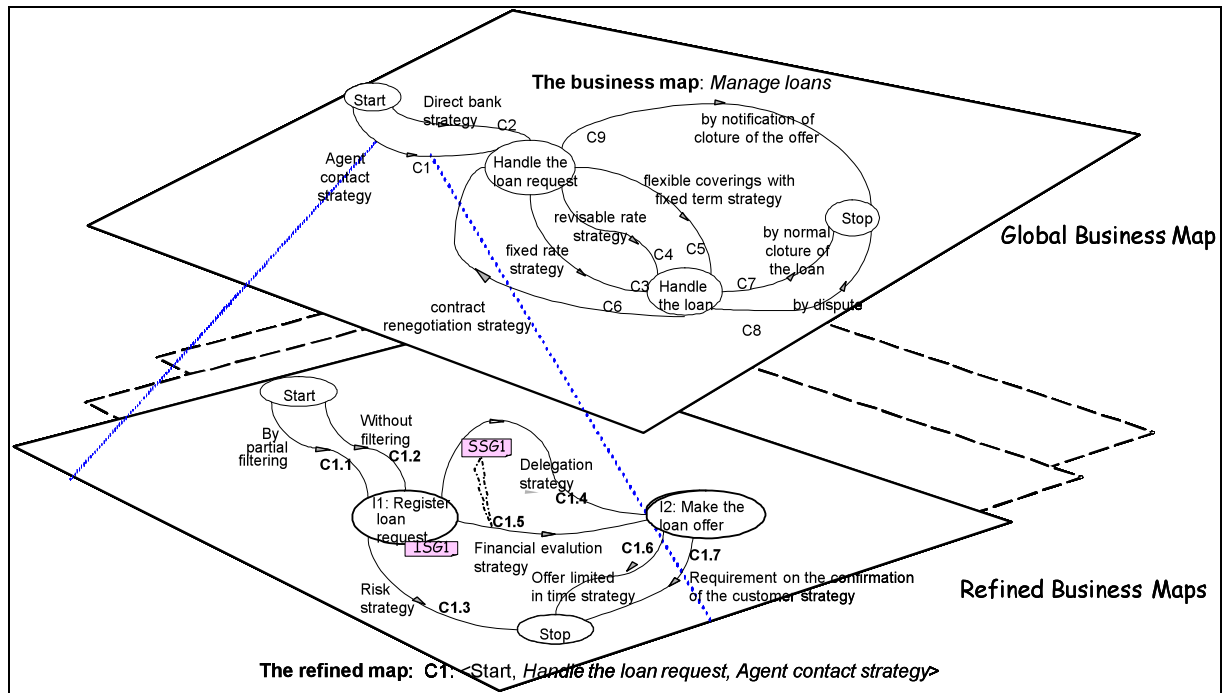 The business map: Manage loans
Start
Direct bank
strategy
C2
C9
by notification of
cloture of the offer
Agent
contact
strategy
C1
Handle the
loan request
flexible coverings with
fixed term strategy
revisable rate
strategy
Stop
by normal
cloture of
the loan
Global Business Map
fixed rate
strategy
C4
C5
C3
Handle
the loan
C7
C6
by dispute
C8
contract
renegotiation strategy
Start
Without
filtering
By
partial
filtering
C1.1
C1.2
SSG1
Delegation
strategy
C1.4
I1: Register
loan
request
ISG1
C1.5
I2: Make the
loan offer
Financial evalution
strategy
C1.6
C1.7
Risk
strategy
C1.3
Offer limited
in time strategy
Requirement on the confirmation
of the customer strategy
Refined Business Maps
Stop
The refined map: C1: <Start, Handle the loan request, Agent contact strategy>